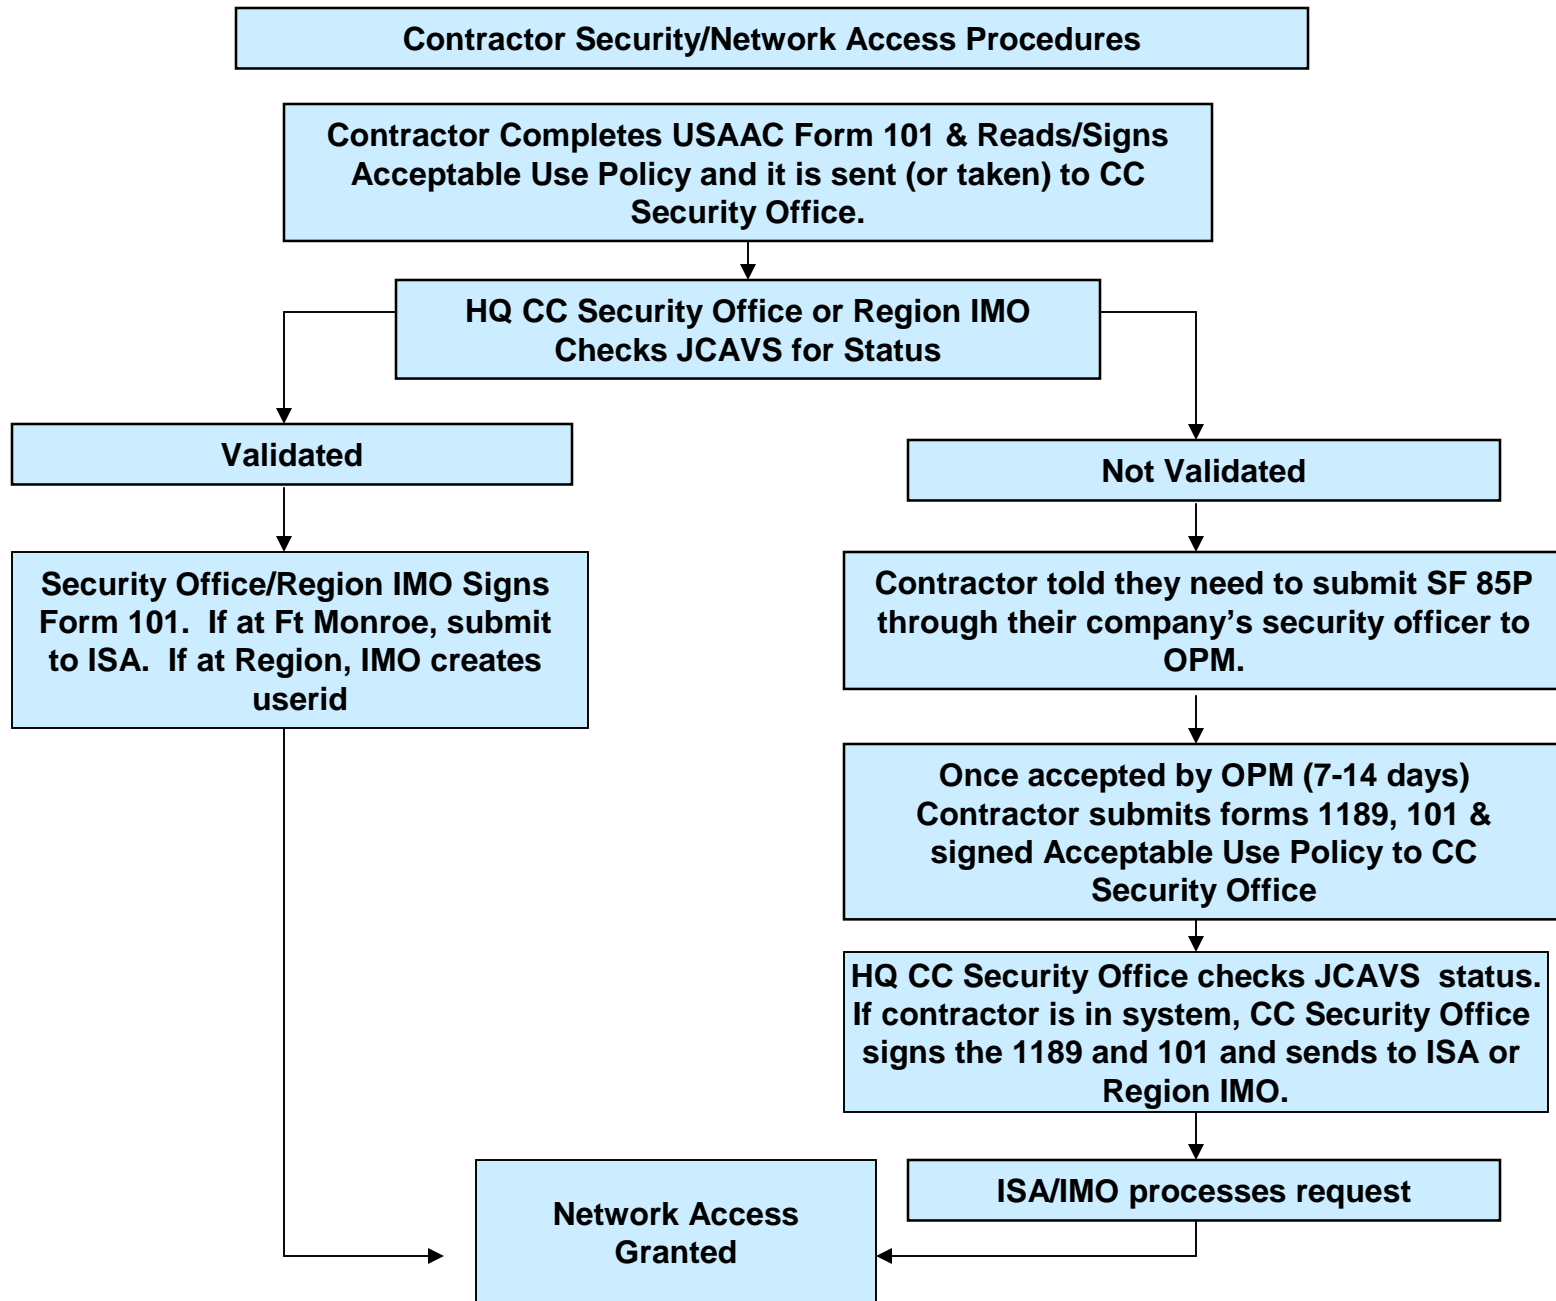 Contractor Security/Network Access Procedures
Contractor Completes USAAC Form 101 & Reads/Signs
Acceptable Use Policy and it is sent (or taken) to CC
Security Office.
HQ CC Security Office or Region IMO
Checks JCAVS for Status
Validated
Not Validated
Security Office/Region IMO Signs
Form 101.  If at Ft Monroe, submit
to ISA.  If at Region, IMO creates
userid
Contractor told they need to submit SF 85P
through their company’s security officer to
OPM.
Once accepted by OPM (7-14 days)
Contractor submits forms 1189, 101 &
signed Acceptable Use Policy to CC
Security Office
HQ CC Security Office checks JCAVS  status.
If contractor is in system, CC Security Office
signs the 1189 and 101 and sends to ISA or
Region IMO.
ISA/IMO processes request
Network Access
Granted